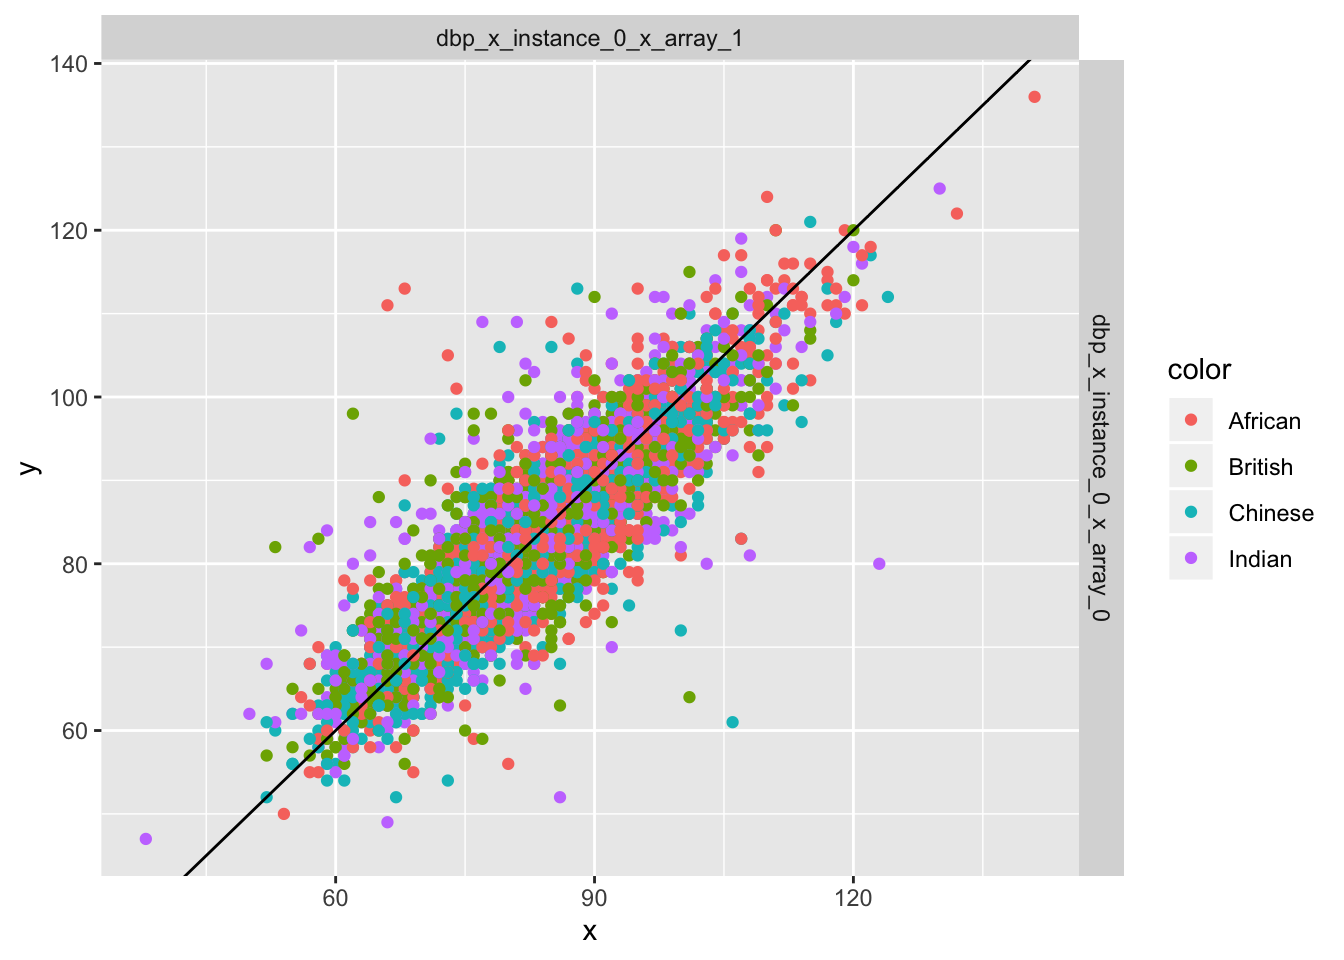 dbp_x_instance_0_x_array_1
140
120
100
80
60
y
60
90
120
x
dbp_x_instance_0_x_array_0
color
African
British
Chinese
Indian